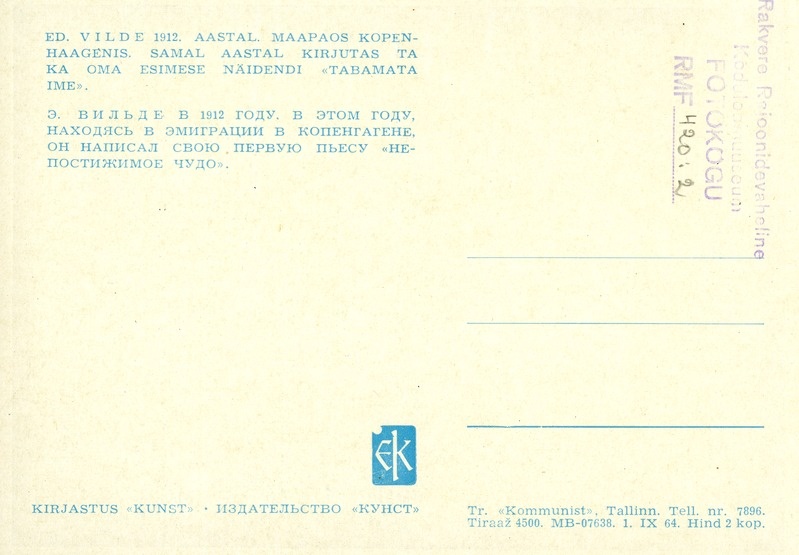 ED. VILDE 1912. AASTAL. MAAPAOS KOPEN-
HAAGENIS. SAMAL AASTAL KIRJUTAS TA
KA OMA ESIMESE NÄIDENDI «TABAMATA
IME».
Э. ВИЛЬДЕ В 1912 ГОДУ. В ЭТОМ ГОДУ,
НАХОДЯСЬ В ЭМИГРАЦИИ В КОПЕНГАГЕНЕ,
ОН НАПИСАЛ СВОЮ ПЕРВУЮ ПЬЕСУ «НЕ-
ПОСТИЖИМОЕ ЧУДО».
Rakvere Rajoonidevaheline
Koduloomuuseum
FOTOKOGU
RMF 420:2
EK
KIRJASTUS «KUNST» · ИЗДАТЕЛЬСТВО «КУНСТ»
Tr. «Kommunist», Tallinn. Tell. nr. 7896.
Tiraaž 4500. MB-07638. 1. IX 64. Hind 2 kop.